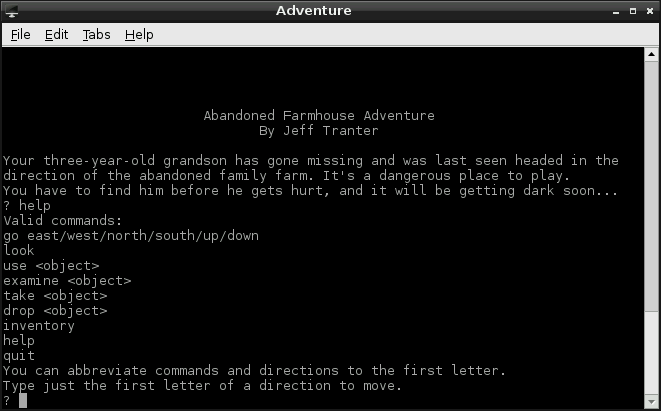 Adventure
File Edit Tabs Help
Abandoned Farmhouse Adventure
By Jeff Tranter
Your three-year-old grandson has gone missing and was last seen headed in the
direction of the abandoned family farm. It's a dangerous place to play.
You have to find him before he gets hurt, and it will be getting dark soon...
? help
Valid commands:
go east/west/north/south/up/down
look
use <object>
examine <object>
take <object>
drop <object>
inventory
help
quit
You can abbreviate commands and directions to the first letter.
Type just the first letter of a direction to move.
?